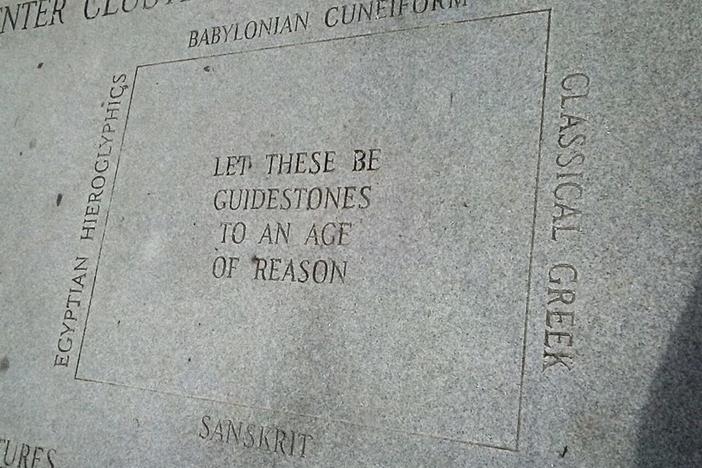 BABYLONIAN CUNEIFORM
EGYPTIAN HIEROGLYPHICS
LET THESE BE
GUIDESTONES
TO AN AGE
OF REASON
CLASSICAL GREEK
SANSKRIT